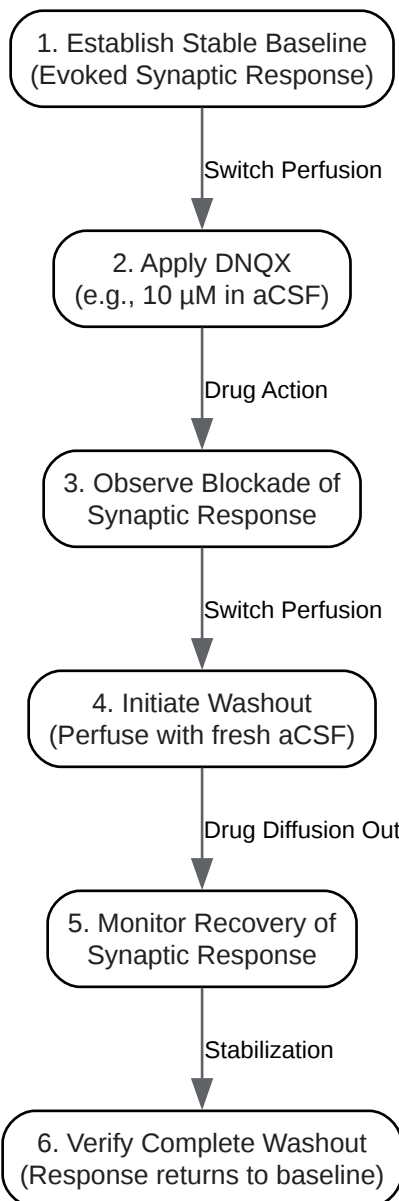 1. Establish Stable Baseline
(Evoked Synaptic Response)
Switch Perfusion
2. Apply DNQX
(e.g., 10 µM in aCSF)
Drug Action
3. Observe Blockade of
Synaptic Response
Switch Perfusion
4. Initiate Washout
(Perfuse with fresh aCSF)
Drug Diffusion Out
5. Monitor Recovery of
Synaptic Response
Stabilization
6. Verify Complete Washout
(Response returns to baseline)